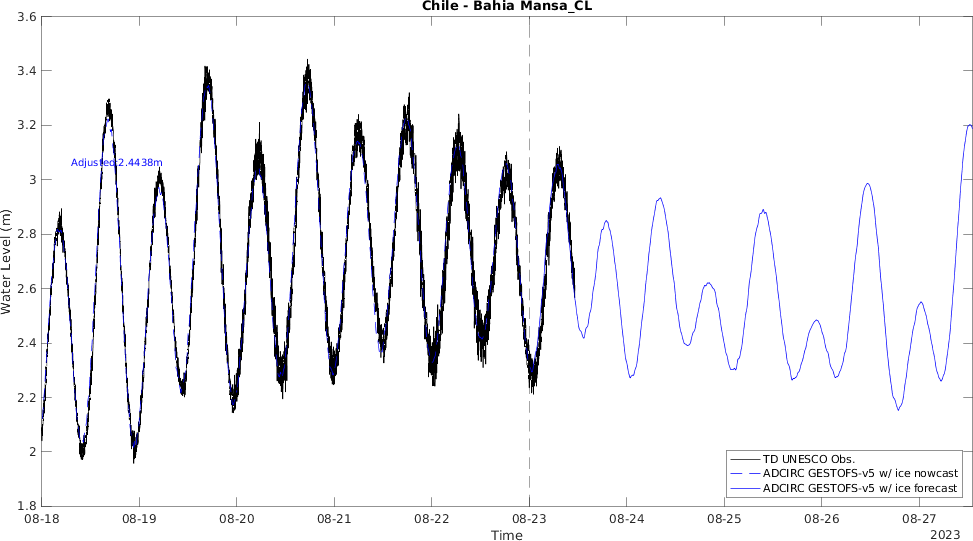 Chile - Bahia Mansa_CL
3.6
3.4
3.2
3
2.8
2.6
2.4
2.2
2
1.8
Water Level (m)
Adjusted:2.4438m
TD UNESCO Obs.
ADCIRC GESTOFS-v5 w/ ice nowcast
ADCIRC GESTOFS-v5 w/ ice forecast
08-18 08-19 08-20 08-21 08-22 08-23 08-24 08-25 08-26 08-27
Time
2023